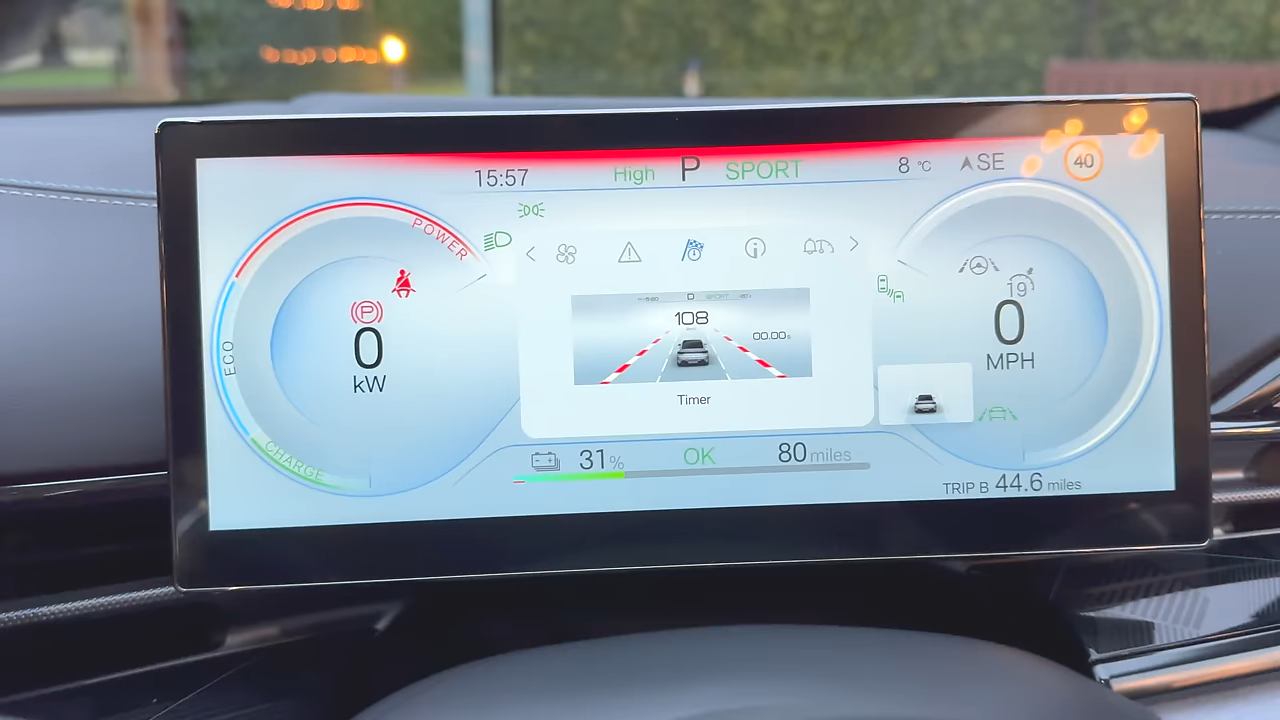 15:57 High P SPORT 8 °C SE 40
POWER
ECO
CHARGE
P
0
kW
108
00.00s
Timer
19
0
MPH
31% OK 80 miles
TRIP B 44.6 miles